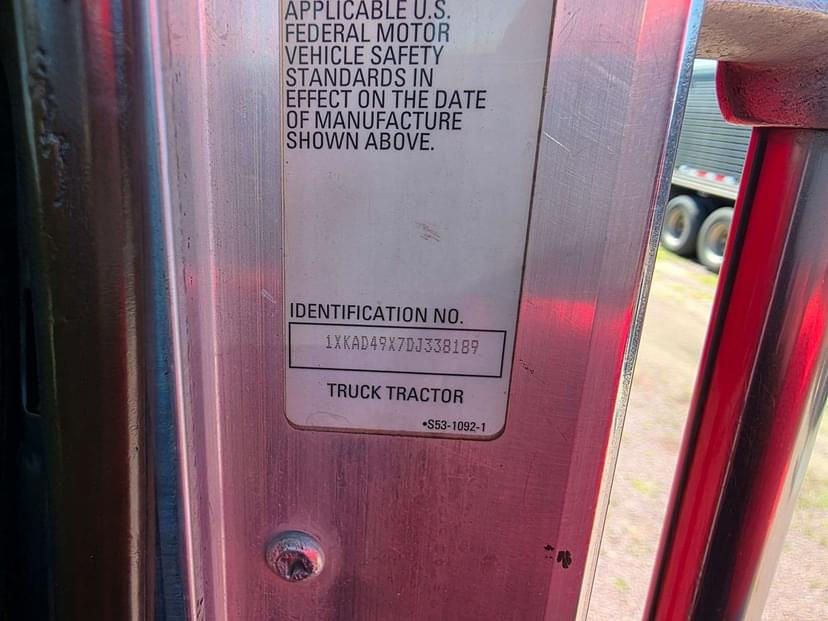 APPLICABLE U.S.
FEDERAL MOTOR
VEHICLE SAFETY
STANDARDS IN
EFFECT ON THE DATE
OF MANUFACTURE
SHOWN ABOVE.
IDENTIFICATION NO.
1XKAD49X7DJ338189
TRUCK TRACTOR
•S53-1092-1